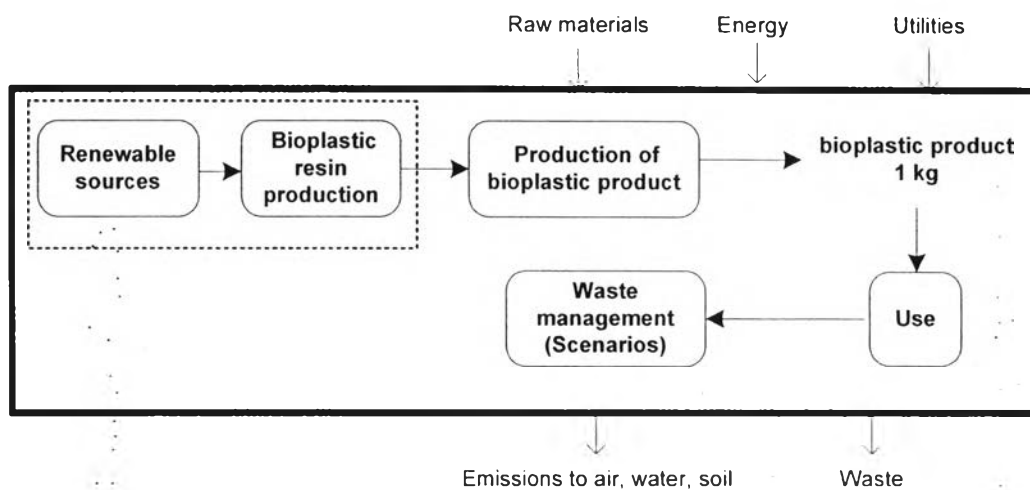 Raw materials
Energy
Utilities
Renewable
sources
Bioplastic
resin
production
Production of
bioplastic product
bioplastic product
1 kg
Waste
management
(Scenarios)
Use
Emissions to air, water, soil
Waste